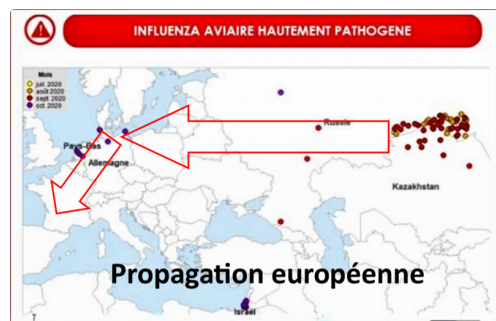 INFLUENZA AVIAIRE HAUTEMENT PATHOGENE
Mois
juil. 2020
août 2020
sept. 2020
oct. 2020
Russie
Pays-Bas
Allemagne
Kazakhstan
Propagation européenne
Israël